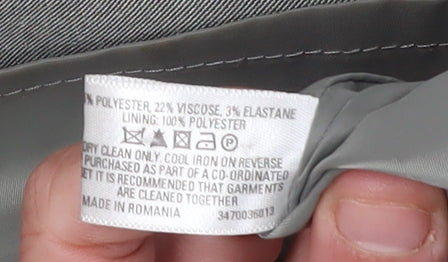 % POLYESTER, 22% VISCOSE, 3% ELASTANE
LINING: 100% POLYESTER
P
DRY CLEAN ONLY. COOL IRON ON REVERSE
PURCHASED AS PART OF A CO-ORDINATED
IT IS RECOMMENDED THAT GARMENTS
ARE CLEANED TOGETHER
MADE IN ROMANIA 3470036013